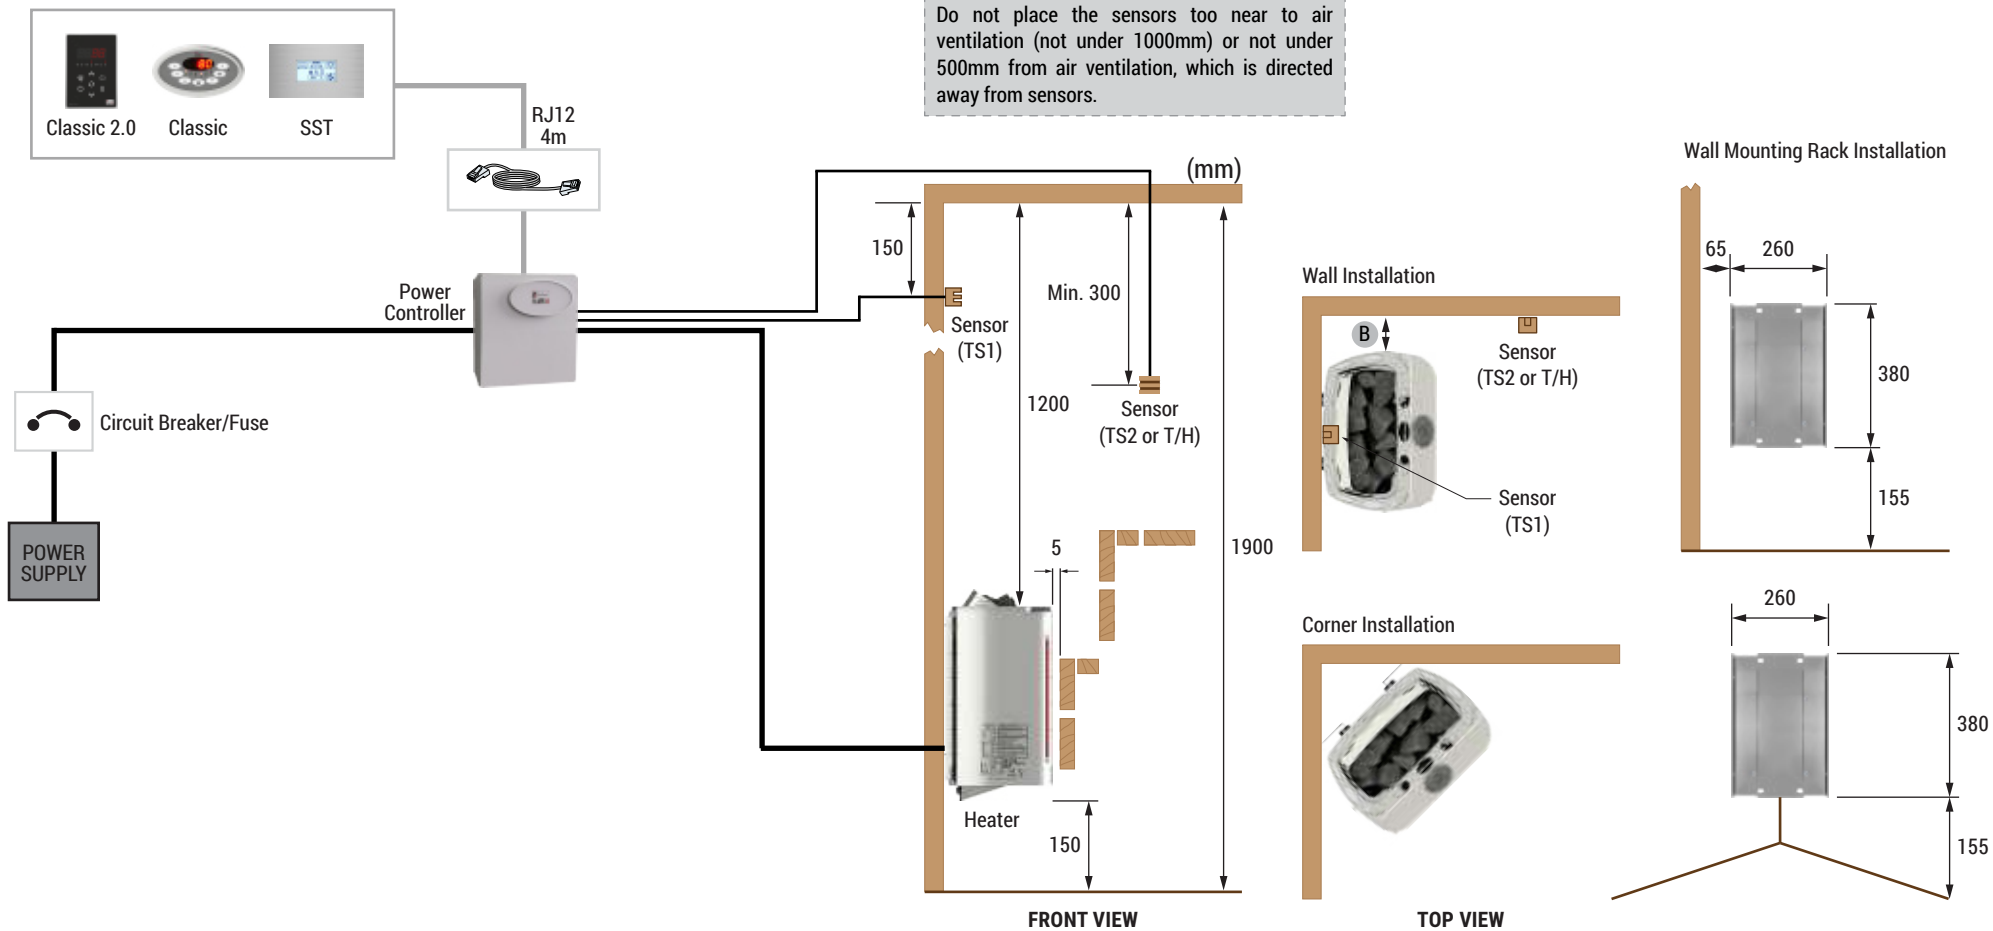 Do not place the sensors too near to air
ventilation (not under 1000mm) or not under
500mm from air ventilation, which is directed
away from sensors.
Classic 2.0
Classic
SST
RJ12
4m
Power
Controller
Circuit Breaker/Fuse
POWER
SUPPLY
(mm)
150
Sensor
(TS1)
Min. 300
1200
Sensor
(TS2 or T/H)
5
1900
Heater
150
FRONT VIEW
Wall Installation
B
Sensor
(TS2 or T/H)
Sensor
(TS1)
Corner Installation
TOP VIEW
Wall Mounting Rack Installation
65
260
380
155
260
380
155